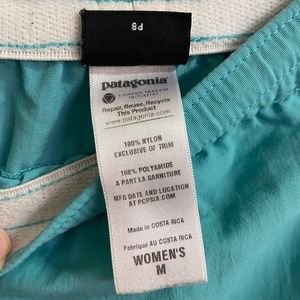 P8
patagonia
COMMON THREADS
INITIATIVE
Repair, Reuse, Recycle
This Product
www.patagonia.com
100% NYLON
EXCLUSIVE OF TRIM
100% POLYAMIDE
A PART LA GARNITURE
MFG DATE AND LOCATION
AT PCPSIA.COM
Made in COSTA RICA
Fabriqué AU COSTA RICA
WOMEN'S
M